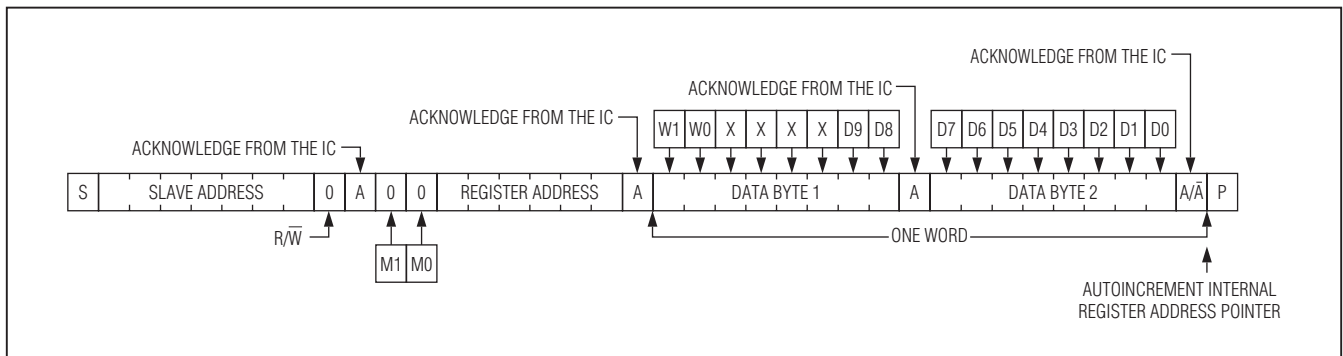 ACKNOWLEDGE FROM THE IC
ACKNOWLEDGE FROM THE IC
ACKNOWLEDGE FROM THE IC
W1 W0 X X X X D9 D8 D7 D6 D5 D4 D3 D2 D1 D0
ACKNOWLEDGE FROM THE IC
S SLAVE ADDRESS 0 A 0 0 REGISTER ADDRESS A DATA BYTE 1 A DATA BYTE 2 A/A̅ P
R/W̅
ONE WORD
M1 M0
AUTOINCREMENT INTERNAL
REGISTER ADDRESS POINTER